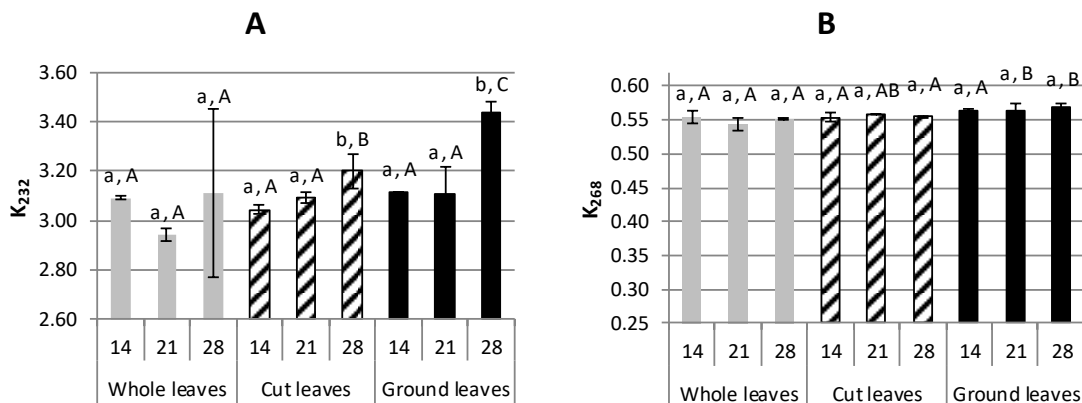 A
K232
3.60
3.40
3.20
3.00
2.80
2.60
a, A
a, A
a, A
a, A
a, A
b, B
a, A
a, A
b, C
14 21 28 14 21 28 14 21 28
Whole leaves Cut leaves Ground leaves
B
K268
0.60
0.55
0.50
0.45
0.40
0.35
0.30
0.25
a, A
a, A
a, A
a, A
a, AB
a, A
a, A
a, B
a, B
14 21 28 14 21 28 14 21 28
Whole leaves Cut leaves Ground leaves